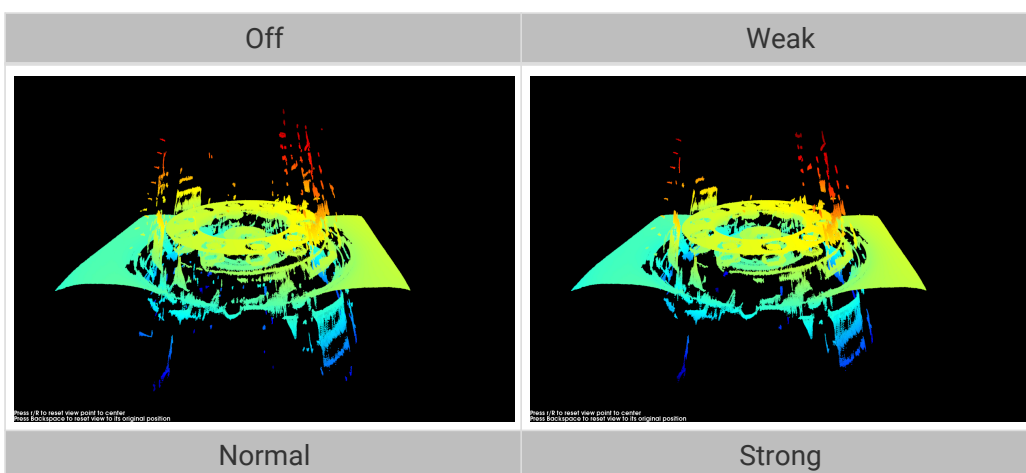 Off
Weak
Press r/R to reset view point to center
Press Backspace to reset view to its original position
Press r/R to reset view point to center
Press Backspace to reset view to its original position
Normal
Strong